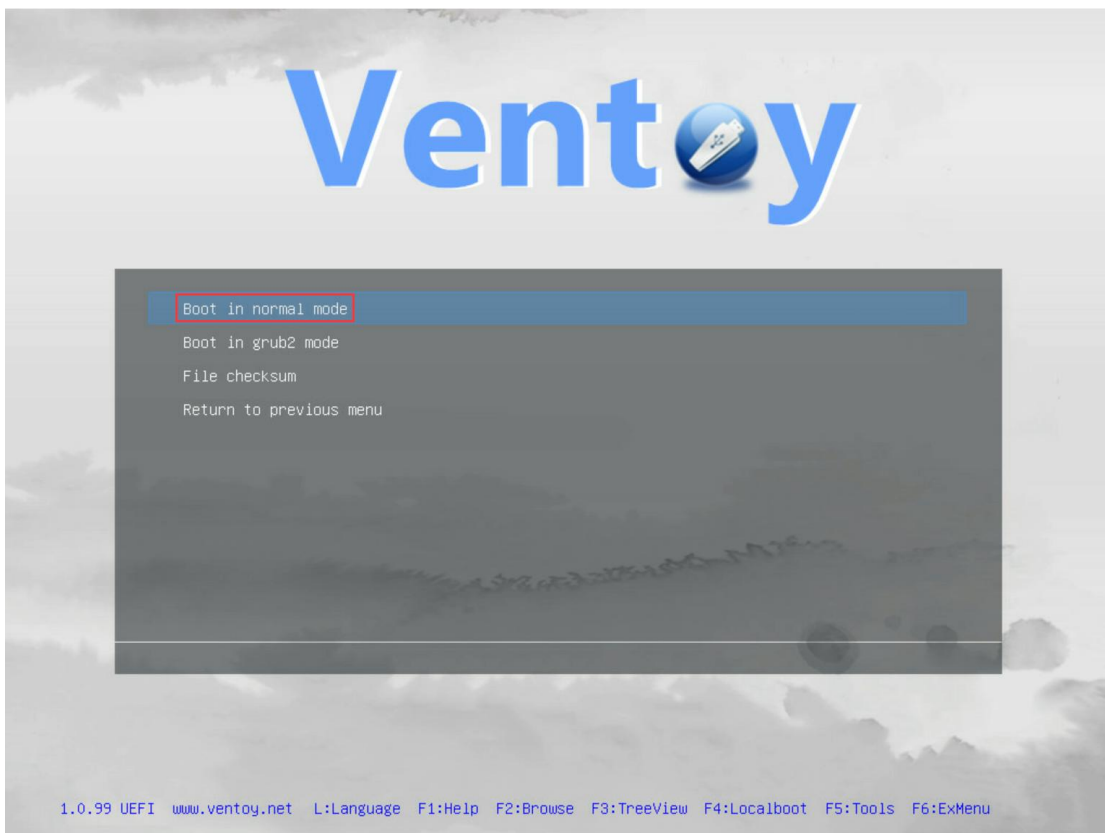 Ventoy
Boot in normal mode
Boot in grub2 mode
File checksum
Return to previous menu
1.0.99 UEFI www.ventoy.net L:Language F1:Help F2:Browse F3:TreeView F4:Localboot F5:Tools F6:ExMenu